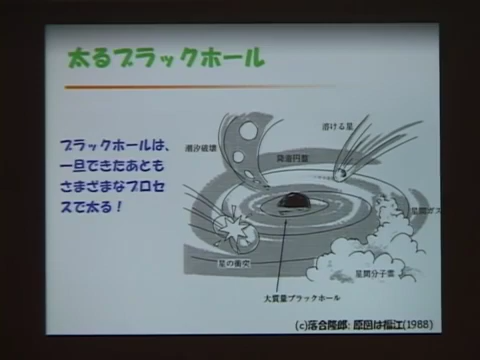 太るブラックホール
ブラックホールは、
一旦できたあとも
さまざまなプロセ
スで太る！
潮汐破壊
溶ける星
降着円盤
星間ガス
星の衝突
星間分子雲
大質量ブラックホール
(c)落合隆郎: 原図は福江(1988)